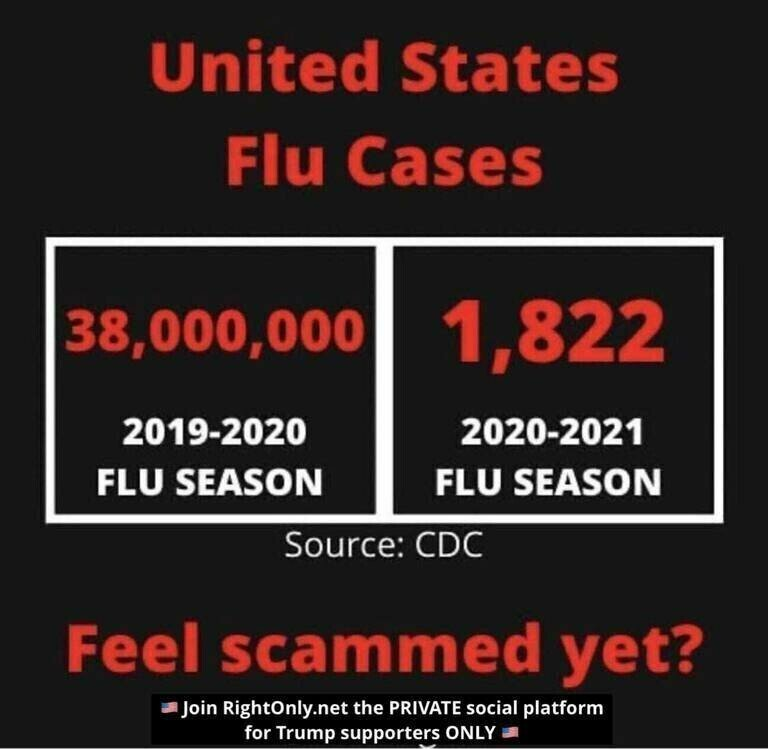 United States
Flu Cases
38,000,000
2019-2020
FLU SEASON
1,822
2020-2021
FLU SEASON
Source: CDC
Feel scammed yet?
🇺🇸 Join RightOnly.net the PRIVATE social platform
for Trump supporters ONLY 🇺🇸